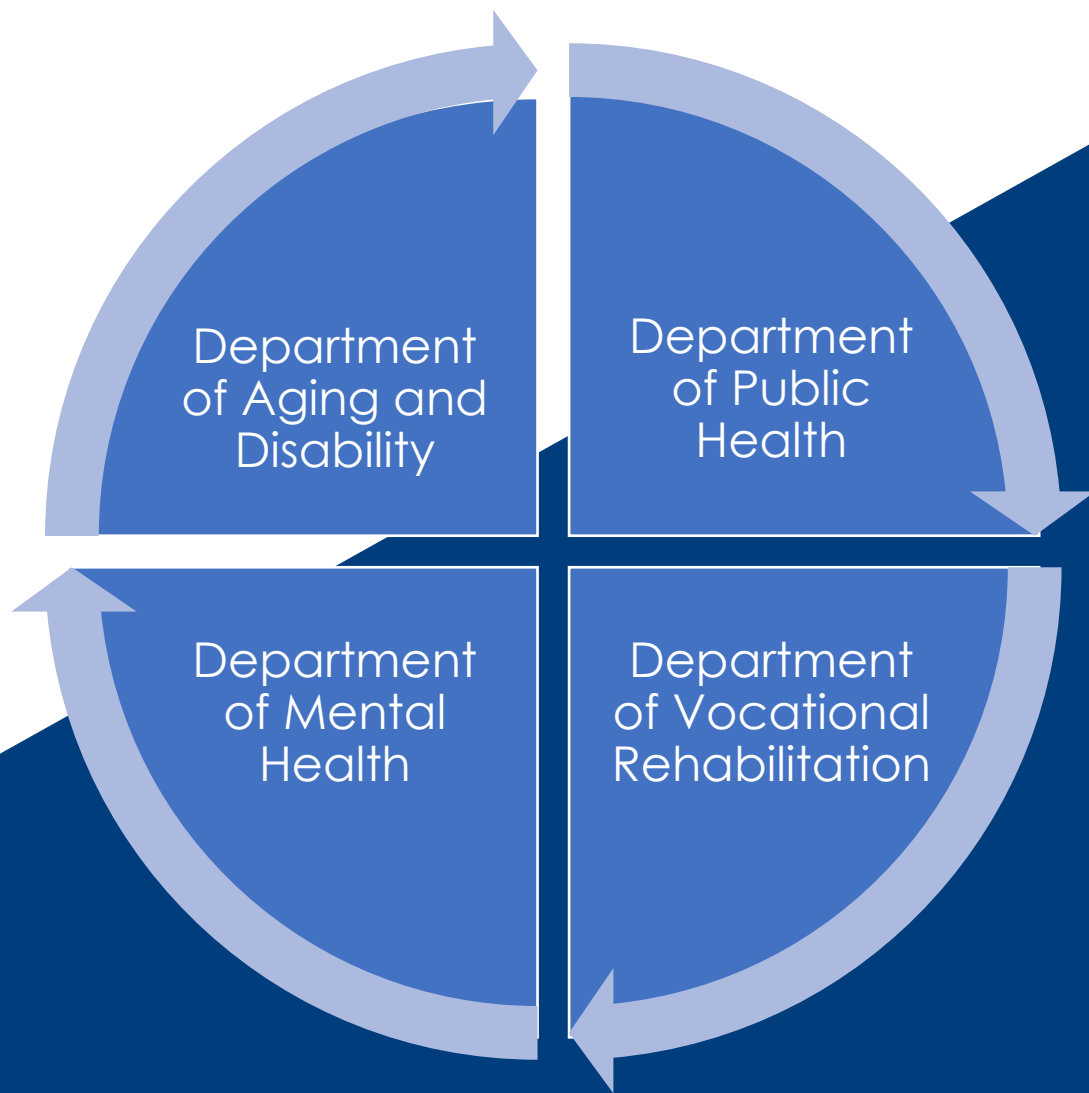 Department
of Aging and
Disability
Department
of Public
Health
Department
of Mental
Health
Department
of Vocational
Rehabilitation